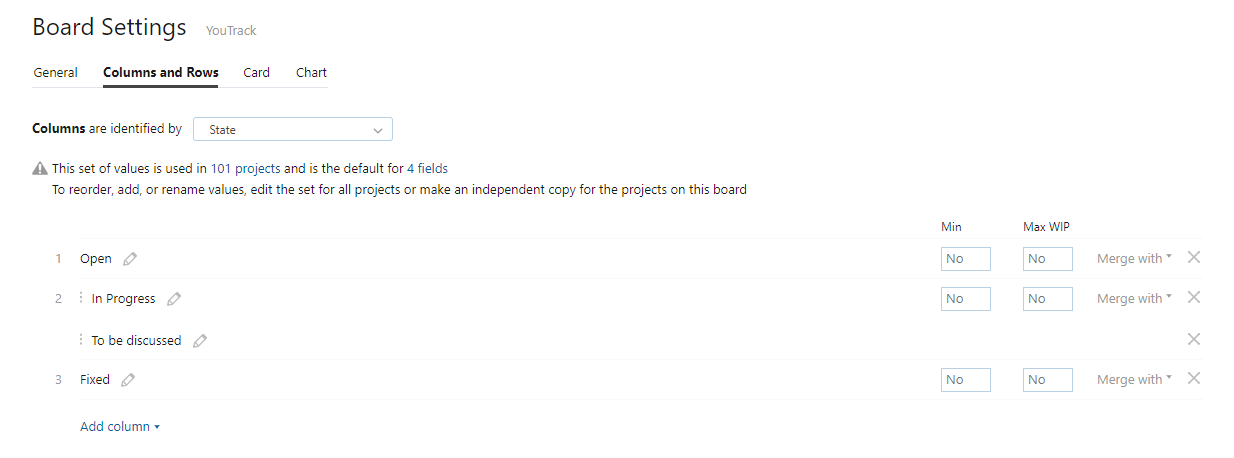 Board Settings YouTrack
General Columns and Rows Card Chart
Columns are identified by State
This set of values is used in 101 projects and is the default for 4 fields
To reorder, add, or rename values, edit the set for all projects or make an independent copy for the projects on this board
Min Max WIP
1 Open No No Merge with
2 In Progress No No Merge with
To be discussed
3 Fixed No No Merge with
Add column